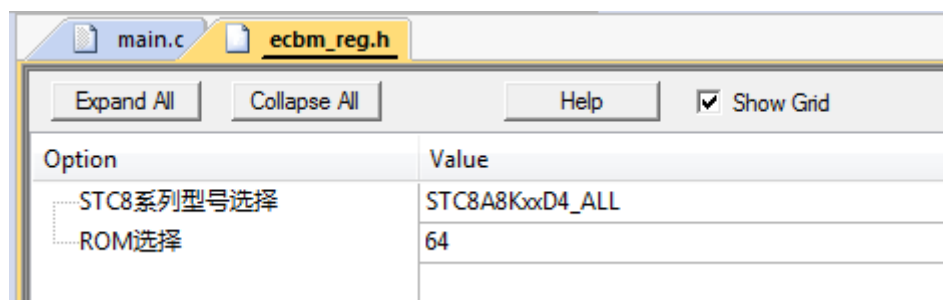 main.c ecbm_reg.h
Expand All Collapse All Help Show Grid
Option Value
STC8系列型号选择 STC8A8KxxD4_ALL
ROM选择 64